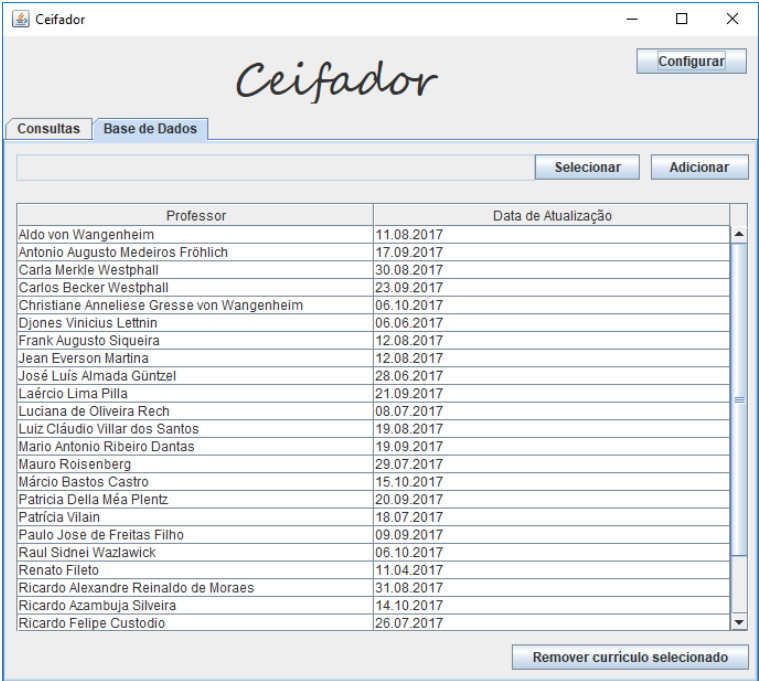 Ceifador
Ceifador
Configurar
Consultas Base de Dados
Selecionar Adicionar
Professor Data de Atualização
Aldo von Wangenheim 11.08.2017
Antonio Augusto Medeiros Fröhlich 17.09.2017
Carla Merkle Westphall 30.08.2017
Carlos Becker Westphall 23.09.2017
Christiane Anneliese Gresse von Wangenheim 06.10.2017
Djones Vinicius Lettnin 06.06.2017
Frank Augusto Siqueira 12.08.2017
Jean Everson Martina 12.08.2017
José Luís Almada Güntzel 28.06.2017
Laércio Lima Pilla 21.09.2017
Luciana de Oliveira Rech 08.07.2017
Luiz Cláudio Villar dos Santos 19.08.2017
Mario Antonio Ribeiro Dantas 19.09.2017
Mauro Roisenberg 29.07.2017
Márcio Bastos Castro 15.10.2017
Patricia Della Méa Plentz 20.09.2017
Patrícia Vilain 18.07.2017
Paulo Jose de Freitas Filho 09.09.2017
Raul Sidnei Wazlawick 06.10.2017
Renato Fileto 11.04.2017
Ricardo Alexandre Reinaldo de Moraes 31.08.2017
Ricardo Azambuja Silveira 14.10.2017
Ricardo Felipe Custodio 26.07.2017
Remover currículo selecionado